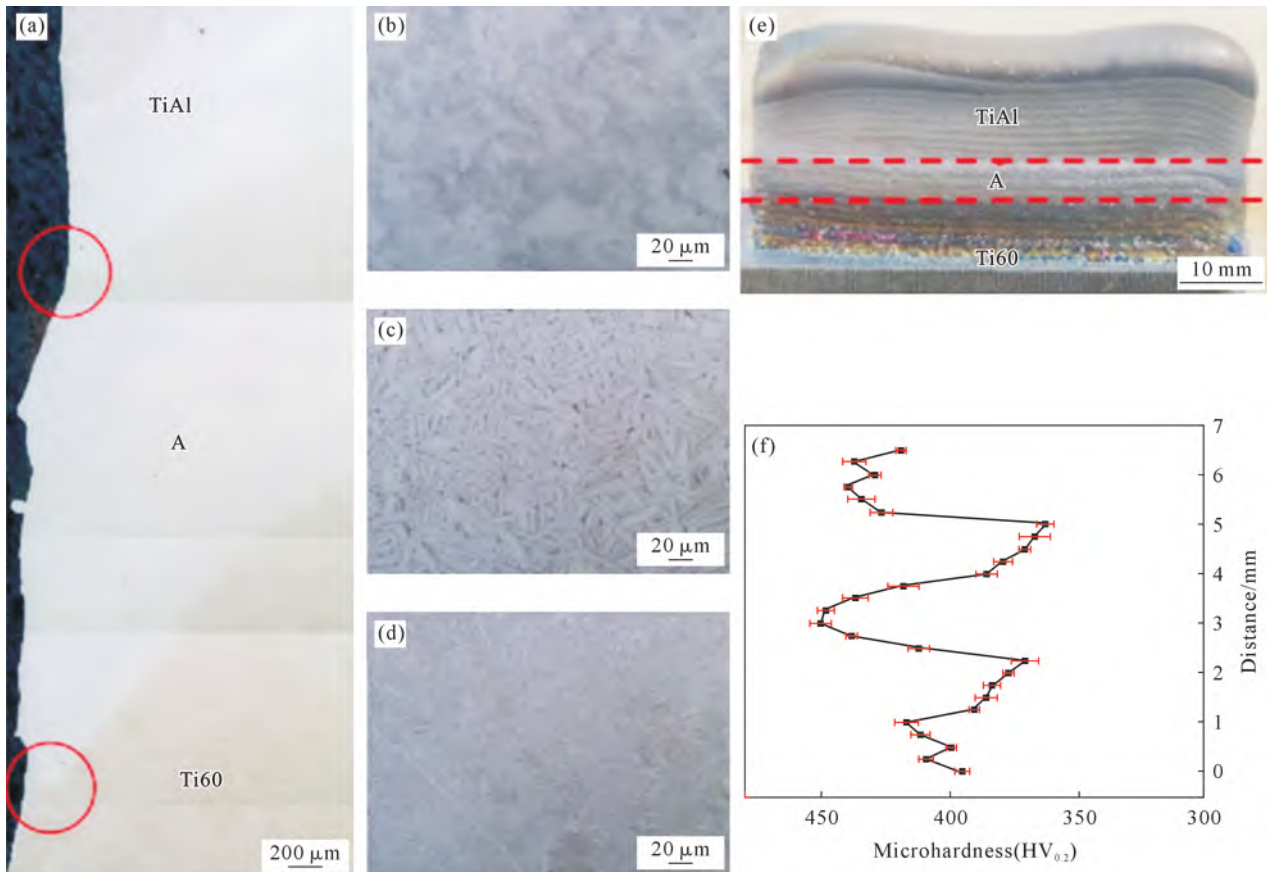 (a)
TiAl
A
Ti60
200 μm
(b)
20 μm
(c)
20 μm
(d)
20 μm
(e)
TiAl
A
Ti60
10 mm
(f)
7
6
5
4
3
2
1
0
Distance/mm
450 400 350 300
Microhardness(HV₀.₂)